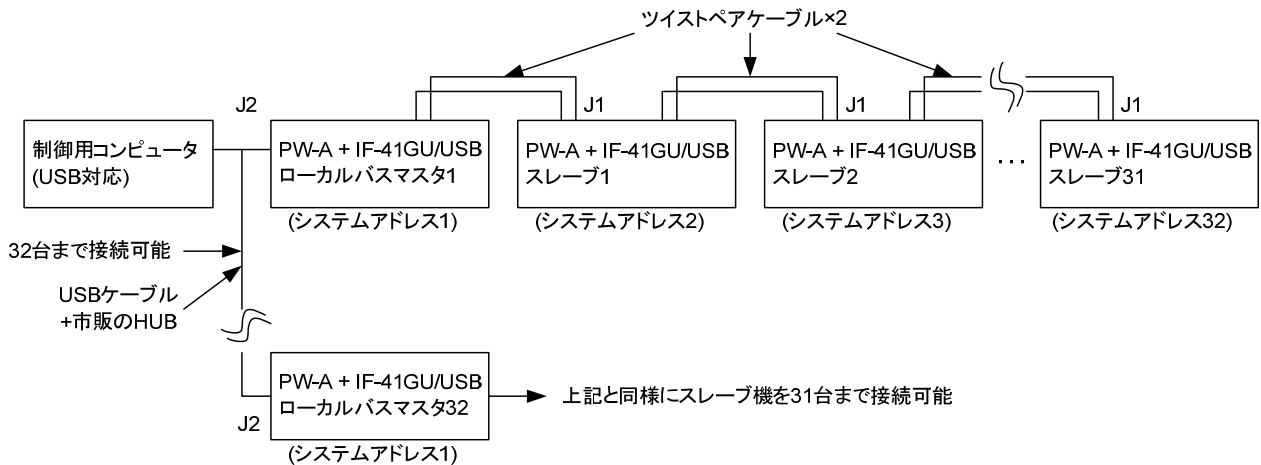 ツイストペアケーブル×2
J2
J1
J1
J1
制御用コンピュータ
(USB対応)
PW-A + IF-41GU/USB
ローカルバスマスタ1
(システムアドレス1)
PW-A + IF-41GU/USB
スレーブ1
(システムアドレス2)
PW-A + IF-41GU/USB
スレーブ2
(システムアドレス3)
...
PW-A + IF-41GU/USB
スレーブ31
(システムアドレス32)
32台まで接続可能
USBケーブル
+市販のHUB
J2
PW-A + IF-41GU/USB
ローカルバスマスタ32
(システムアドレス1)
上記と同様にスレーブ機を31台まで接続可能